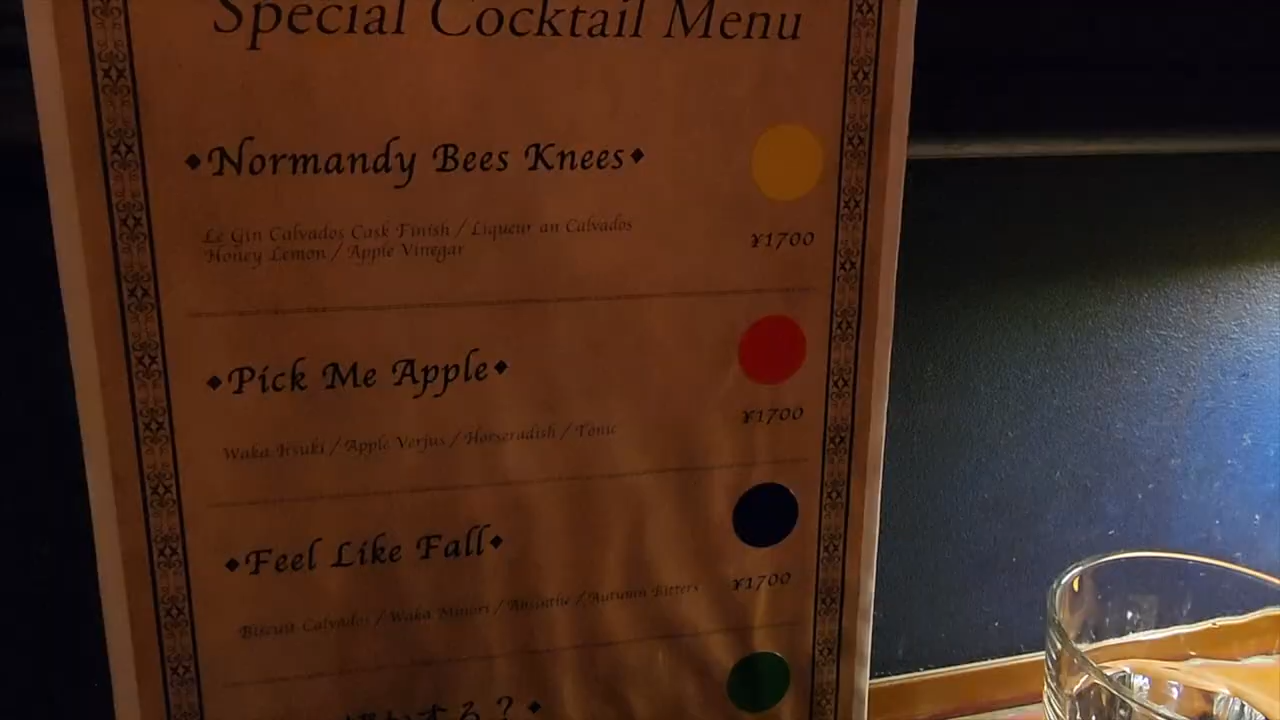 Special Cocktail Menu
◆Normandy Bees Knees◆
Le Gin Calvados Cask Finish / Liqueur an Calvados
Honey Lemon / Apple Vinegar
¥1700
◆Pick Me Apple◆
¥1700
Waka Itsuki / Apple Verjus / Horseradish / Tonic
◆Feel Like Fall◆
¥1700
Biscuit Calvados / Waka Minori / Absinthe / Autumn Bitters
する？◆